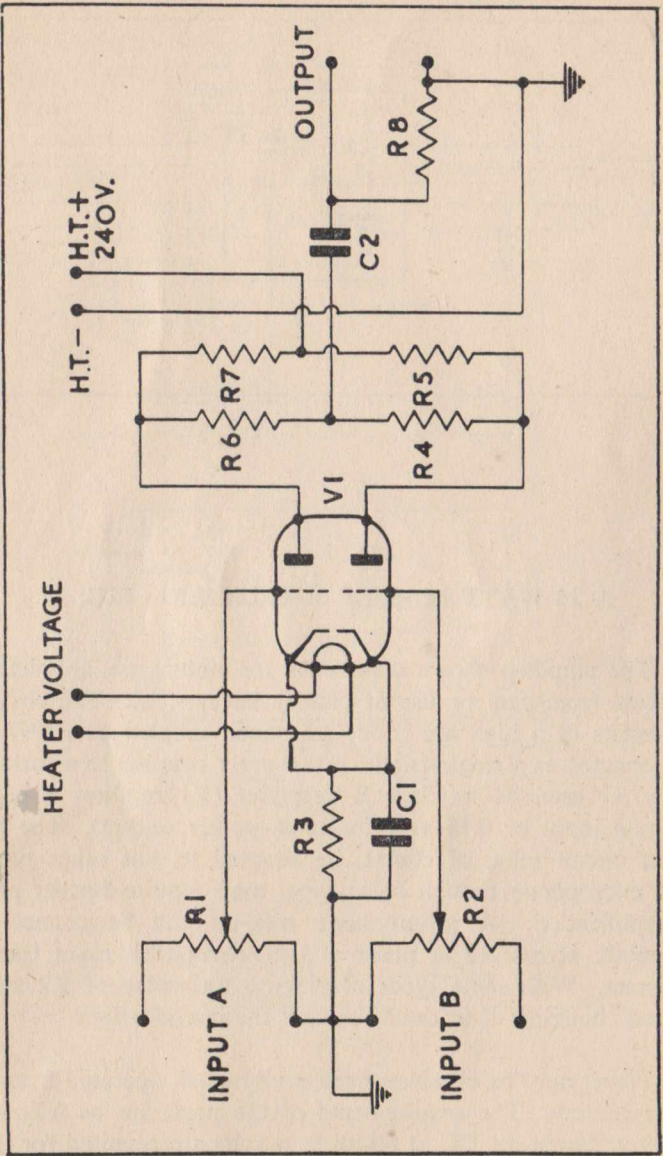 HEATER VOLTAGE
H.T.−
H.T.+
240V.
INPUT A
R1
R3
C1
INPUT B
R2
V1
R6
R7
R4
R5
C2
OUTPUT
R8